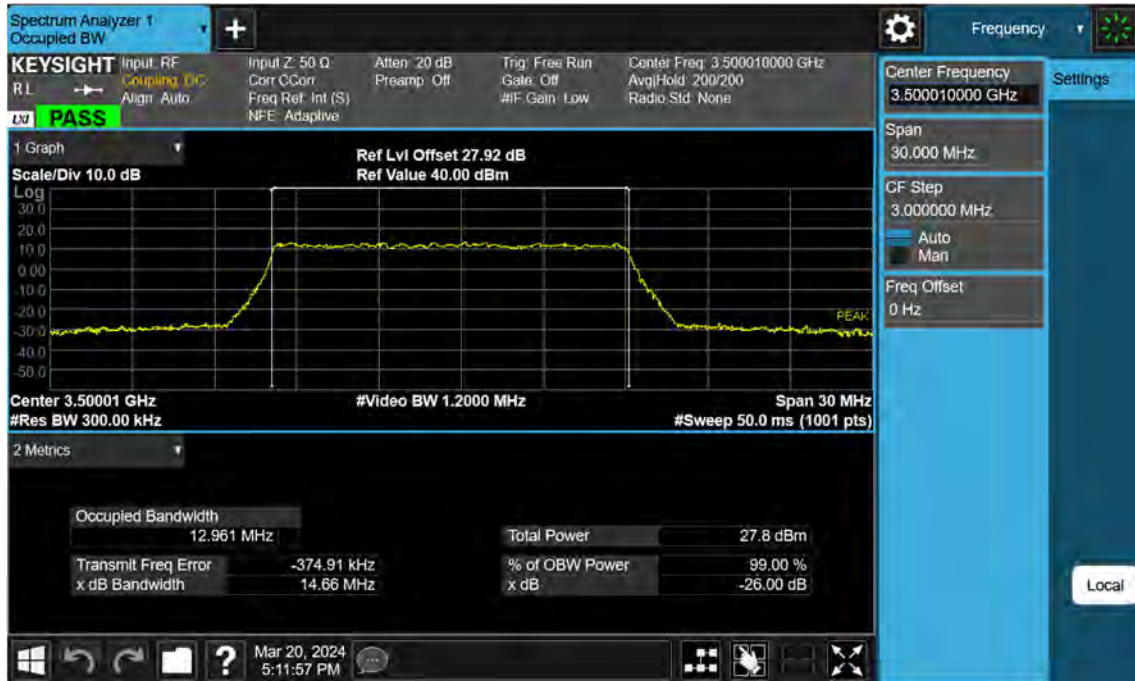 Spectrum Analyzer 1
Occupied BW
+
Frequency
KEYSIGHT
Input: RF
Coupling: DC
Align: Auto
Input Z: 50 Ω
Corr CCorr
Freq Ref: Int (S)
NFE: Adaptive
Atten: 20 dB
Preamp: Off
Trig: Free Run
Gate: Off
#IF Gain: Low
Center Freq: 3.500010000 GHz
Avg|Hold: 200/200
Radio Std: None
R L
LXI
PASS
1 Graph
Scale/Div 10.0 dB
Ref Lvl Offset 27.92 dB
Ref Value 40.00 dBm
Log
30.0
20.0
10.0
0.00
-10.0
-20.0
-30.0
-40.0
-50.0
PEAK
Center 3.50001 GHz
#Video BW 1.2000 MHz
Span 30 MHz
#Res BW 300.00 kHz
#Sweep 50.0 ms (1001 pts)
2 Metrics
Occupied Bandwidth
12.961 MHz
Total Power
27.8 dBm
Transmit Freq Error
-374.91 kHz
% of OBW Power
99.00 %
x dB Bandwidth
14.66 MHz
x dB
-26.00 dB
Center Frequency
3.500010000 GHz
Settings
Span
30.000 MHz
CF Step
3.000000 MHz
Auto
Man
Freq Offset
0 Hz
Local
?
Mar 20, 2024
5:11:57 PM